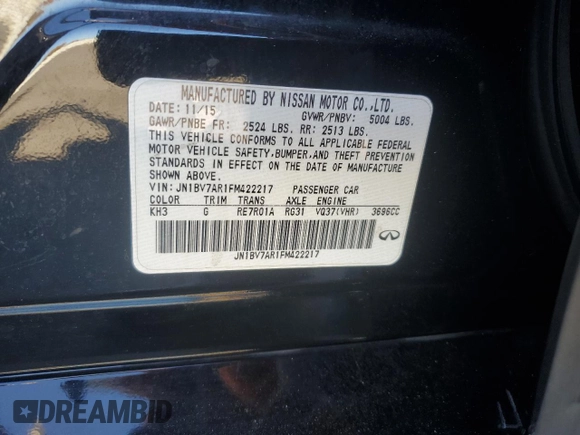 MANUFACTURED BY NISSAN MOTOR CO.,LTD.
DATE: 11/15 GVWR/PNBV: 5004 LBS.
GAWR/PNBE FR: 2524 LBS. RR: 2513 LBS.
THIS VEHICLE CONFORMS TO ALL APPLICABLE FEDERAL
MOTOR VEHICLE SAFETY,BUMPER,AND THEFT PREVENTION
STANDARDS IN EFFECT ON THE DATE OF MANUFACTURE
SHOWN ABOVE.
VIN: JN1BV7AR1FM422217 PASSENGER CAR
COLOR TRIM TRANS AXLE ENGINE
KH3 G RE7R01A RG31 VQ37(VHR) 3696CC
JN1BV7AR1FM422217
DREAMBID